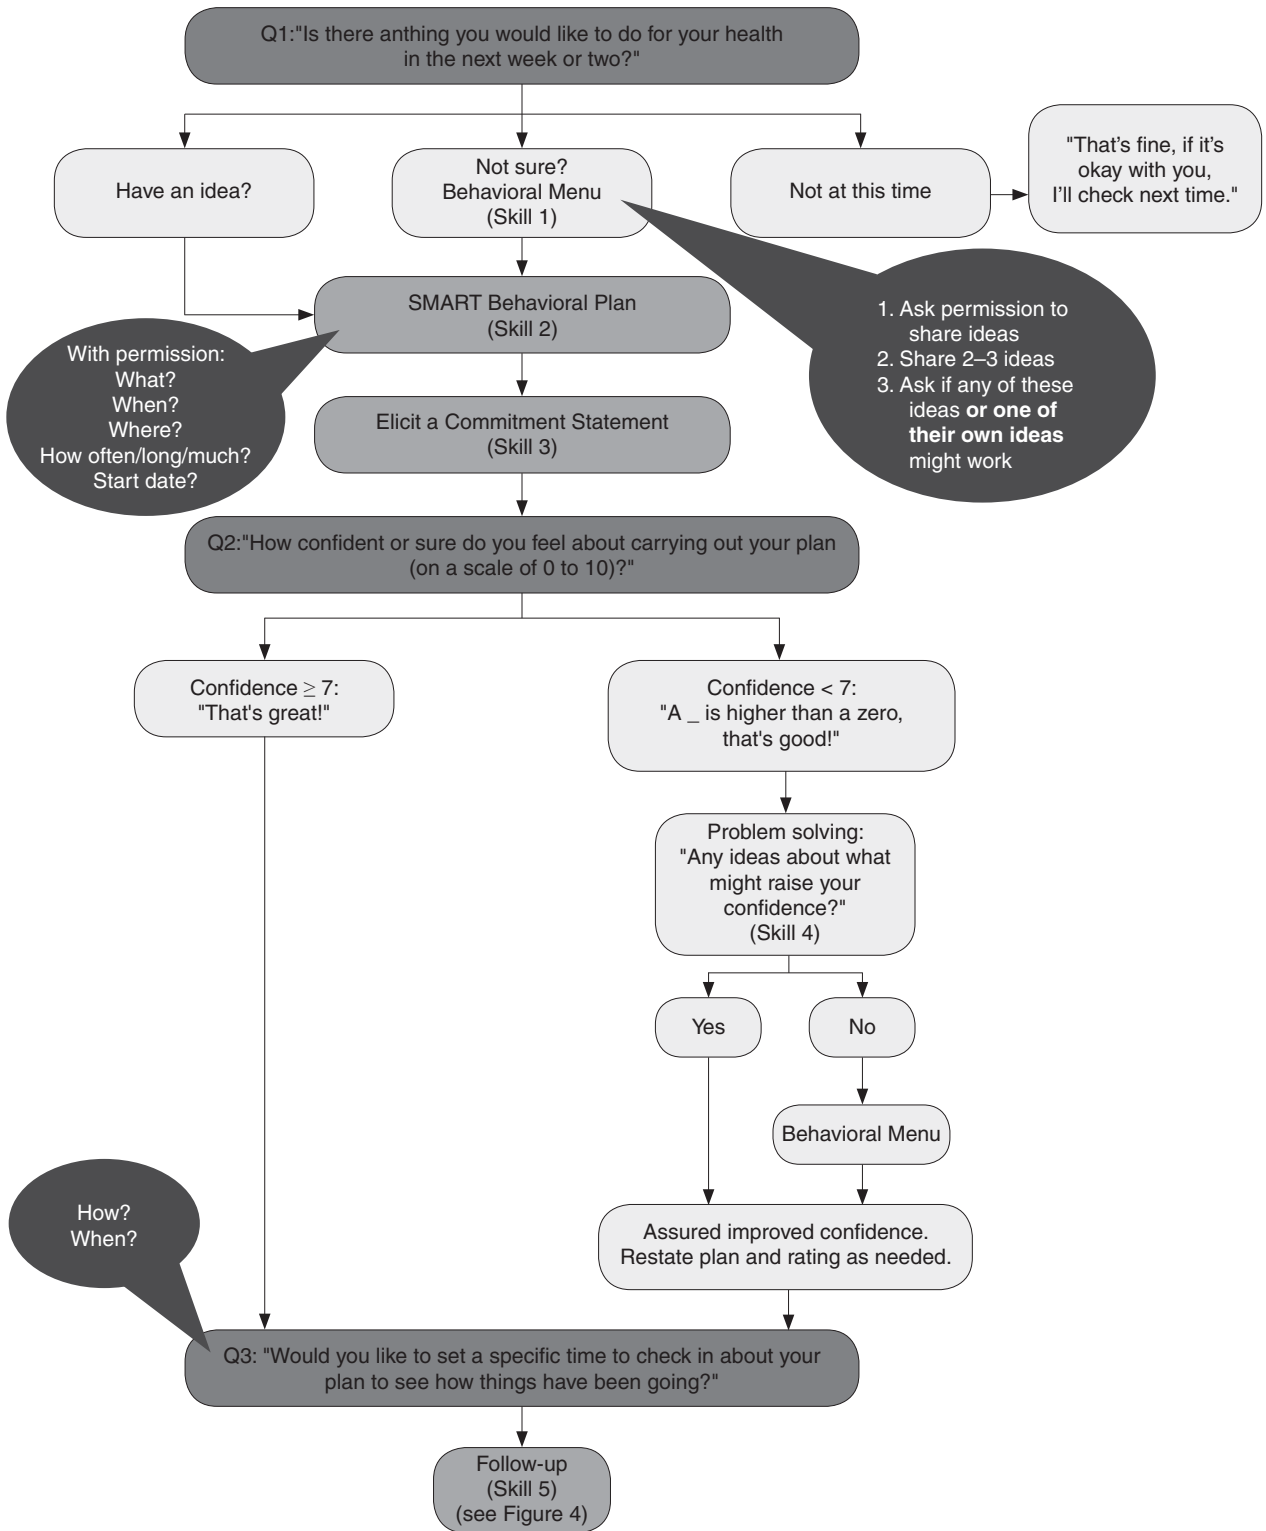 Q1:"Is there anthing you would like to do for your health
in the next week or two?"
Have an idea?
Not sure?
Behavioral Menu
(Skill 1)
Not at this time
"That's fine, if it's
okay with you,
I'll check next time."
1. Ask permission to
share ideas
2. Share 2–3 ideas
3. Ask if any of these
ideas or one of
their own ideas
might work
SMART Behavioral Plan
(Skill 2)
With permission:
What?
When?
Where?
How often/long/much?
Start date?
Elicit a Commitment Statement
(Skill 3)
Q2:"How confident or sure do you feel about carrying out your plan
(on a scale of 0 to 10)?"
Confidence ≥ 7:
"That's great!"
Confidence < 7:
"A _ is higher than a zero,
that's good!"
Problem solving:
"Any ideas about what
might raise your
confidence?"
(Skill 4)
Yes
No
Behavioral Menu
Assured improved confidence.
Restate plan and rating as needed.
How?
When?
Q3: "Would you like to set a specific time to check in about your
plan to see how things have been going?"
Follow-up
(Skill 5)
(see Figure 4)